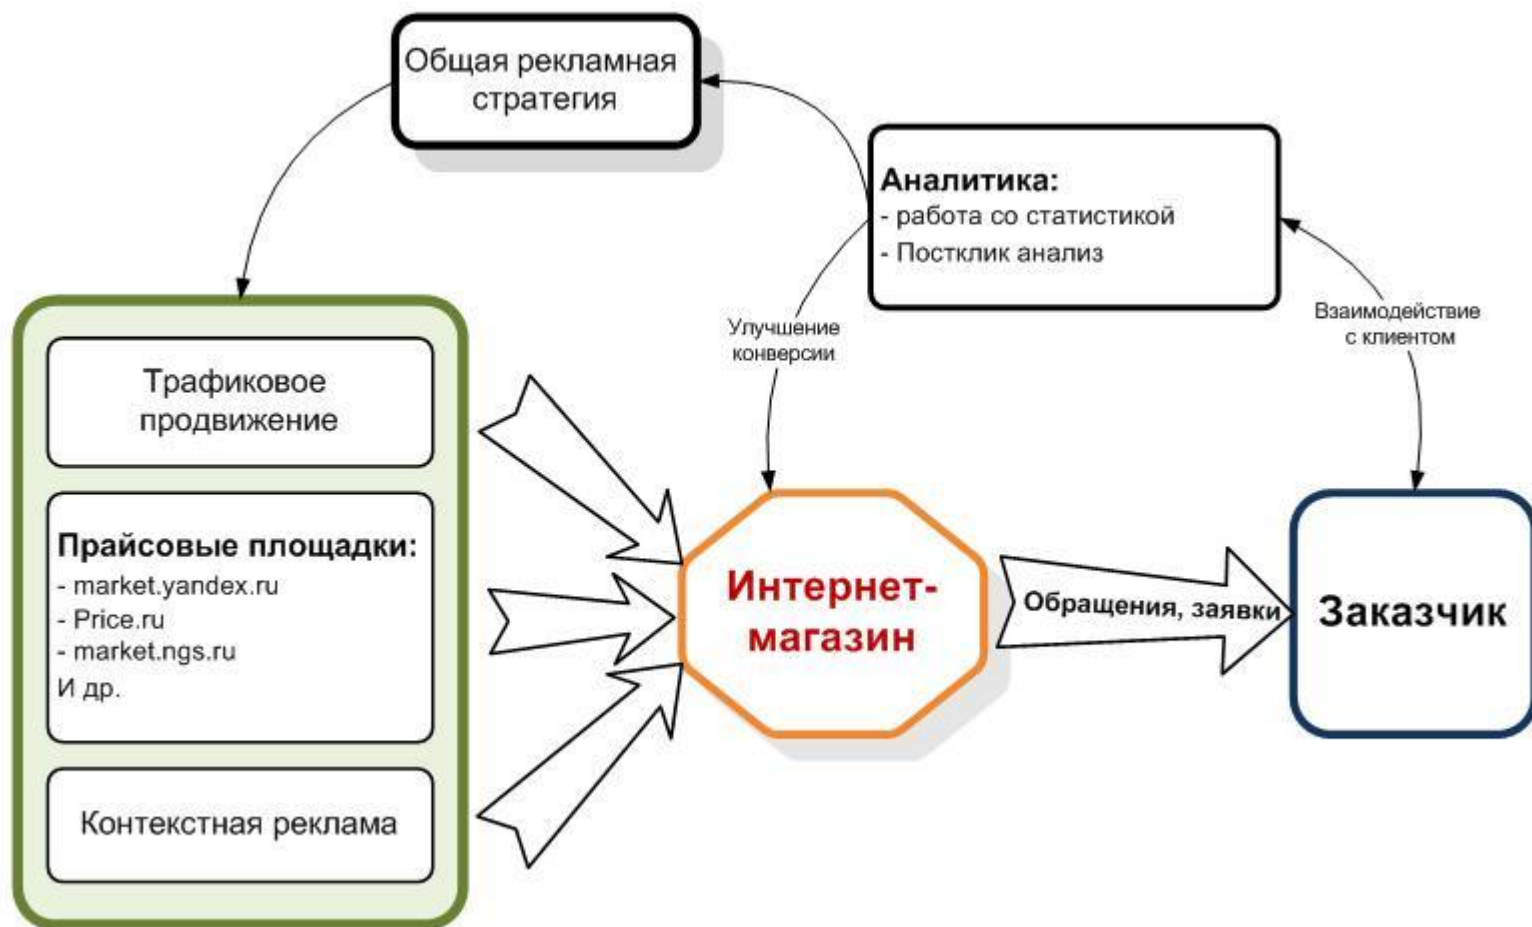 Общая рекламная
стратегия
Аналитика:
- работа со статистикой
- Постклик анализ
Улучшение
конверсии
Взаимодействие
с клиентом
Трафиковое
продвижение
Прайсовые площадки:
- market.yandex.ru
- Price.ru
- market.ngs.ru
И др.
Контекстная реклама
Интернет-
магазин
Обращения, заявки
Заказчик